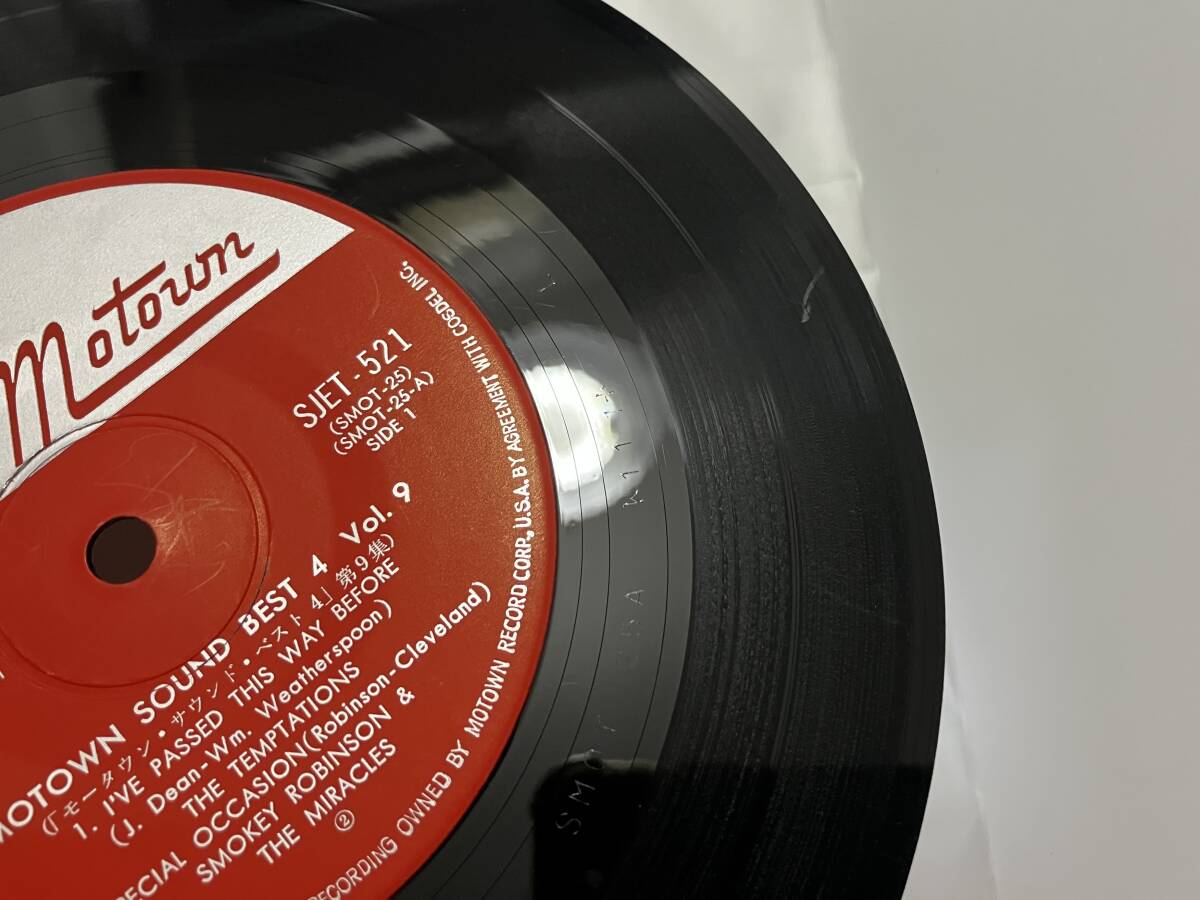 Motown
SJET-521
(SMOT-25)
(SMOT-25-A)
SIDE 1
MOTOWN SOUND BEST 4 Vol. 9
(「モータウン・サウンド・ベスト4」第9集)
1. I'VE PASSED THIS WAY BEFORE
(J. Dean-Wm. Weatherspoon)
THE TEMPTATIONS
SPECIAL OCCASION(Robinson-Cleveland)
SMOKEY ROBINSON &
THE MIRACLES
②
RECORDING OWNED BY MOTOWN RECORD CORP., U.S.A. BY AGREEMENT WITH COGDEL INC.